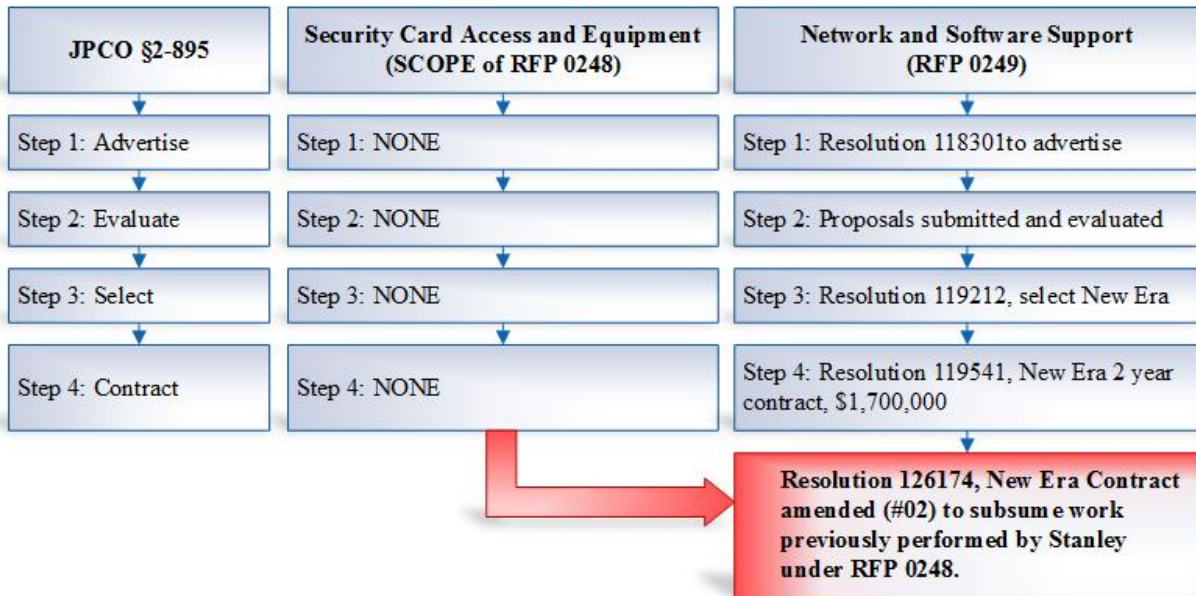 JPCO §2-895
Step 1: Advertise
Step 2: Evaluate
Step 3: Select
Step 4: Contract
Security Card Access and Equipment
(SCOPE of RFP 0248)
Step 1: NONE
Step 2: NONE
Step 3: NONE
Step 4: NONE
Network and Software Support
(RFP 0249)
Step 1: Resolution 118301to advertise
Step 2: Proposals submitted and evaluated
Step 3: Resolution 119212, select New Era
Step 4: Resolution 119541, New Era 2 year
contract, $1,700,000
Resolution 126174, New Era Contract
amended (#02) to subsume work
previously performed by Stanley
under RFP 0248.